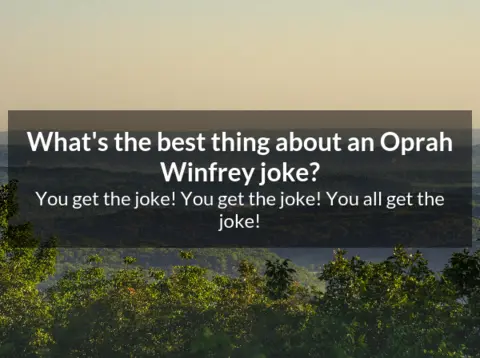 What's the best thing about an Oprah
Winfrey joke?
You get the joke! You get the joke! You all get the
joke!